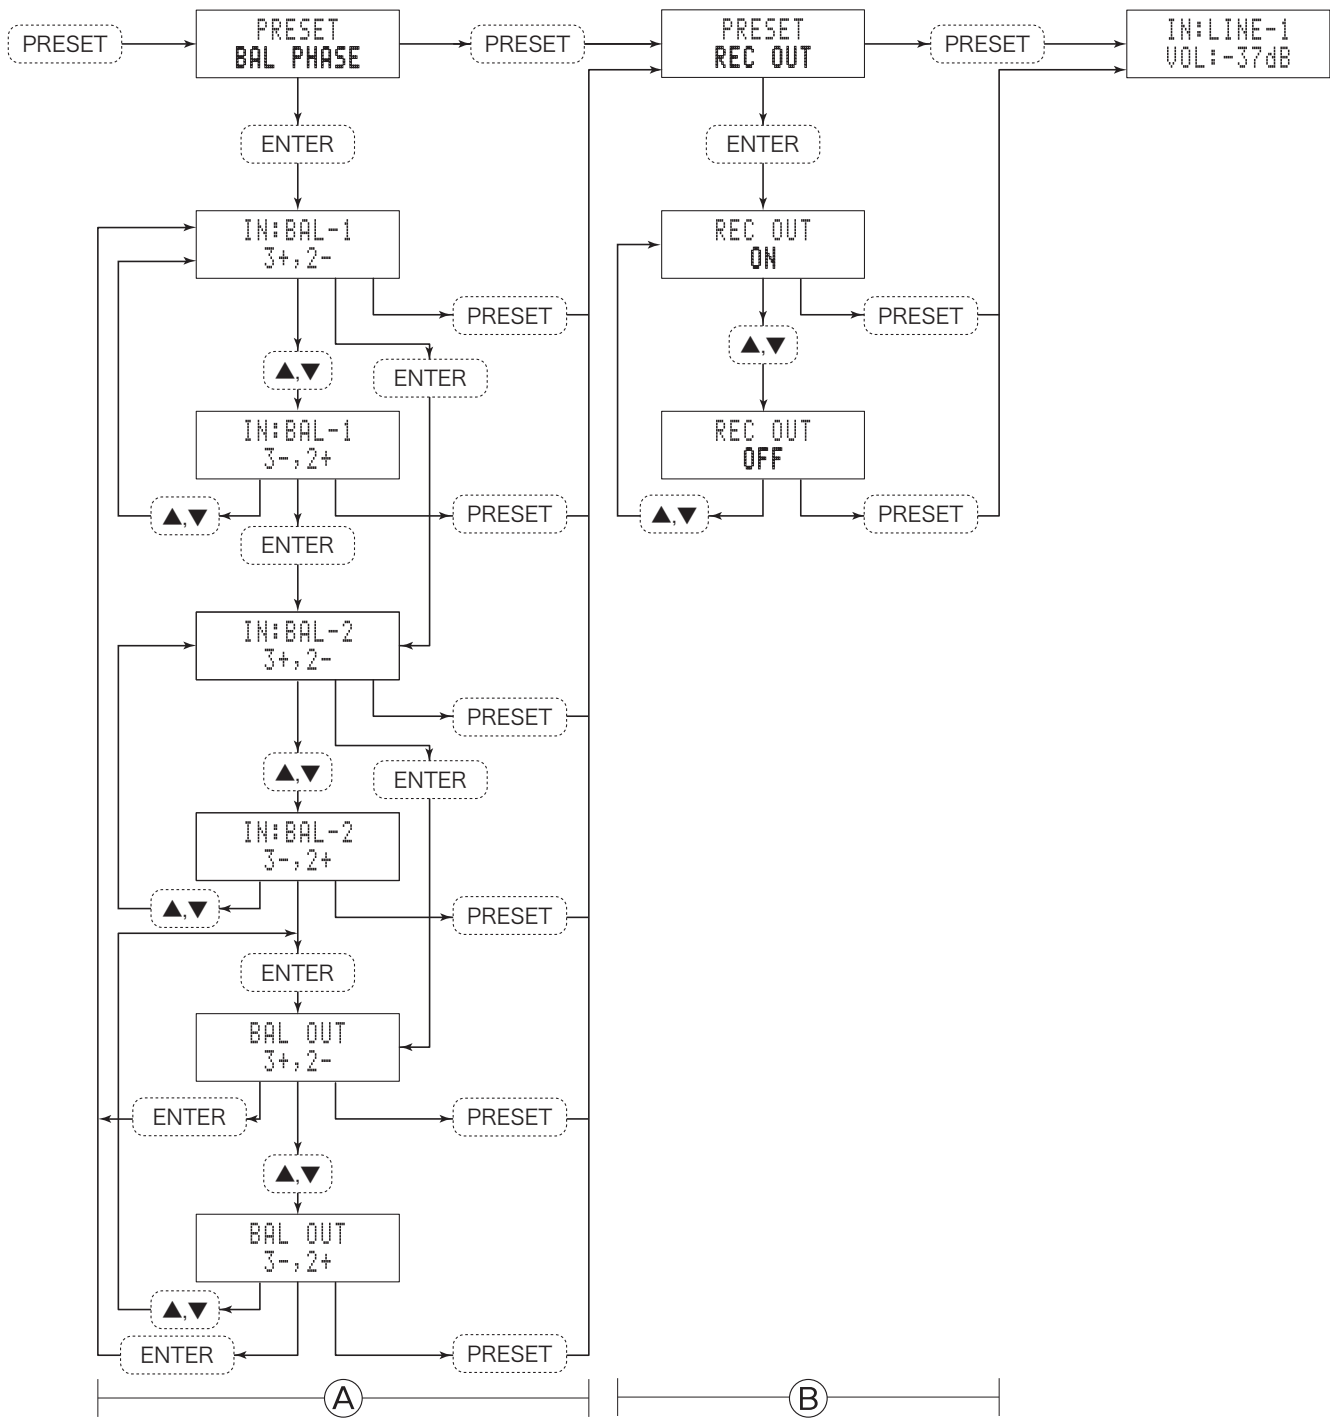 PRESET
PRESET
BAL PHASE
PRESET
PRESET
REC OUT
PRESET
IN:LINE-1
VOL:-37dB
ENTER
ENTER
IN:BAL-1
3+,2-
REC OUT
ON
PRESET
PRESET
▲,▼
ENTER
▲,▼
IN:BAL-1
3-,2+
REC OUT
OFF
▲,▼
PRESET
▲,▼
PRESET
ENTER
IN:BAL-2
3+,2-
PRESET
▲,▼
ENTER
IN:BAL-2
3-,2+
▲,▼
PRESET
ENTER
BAL OUT
3+,2-
ENTER
PRESET
▲,▼
BAL OUT
3-,2+
▲,▼
ENTER
PRESET
A
B